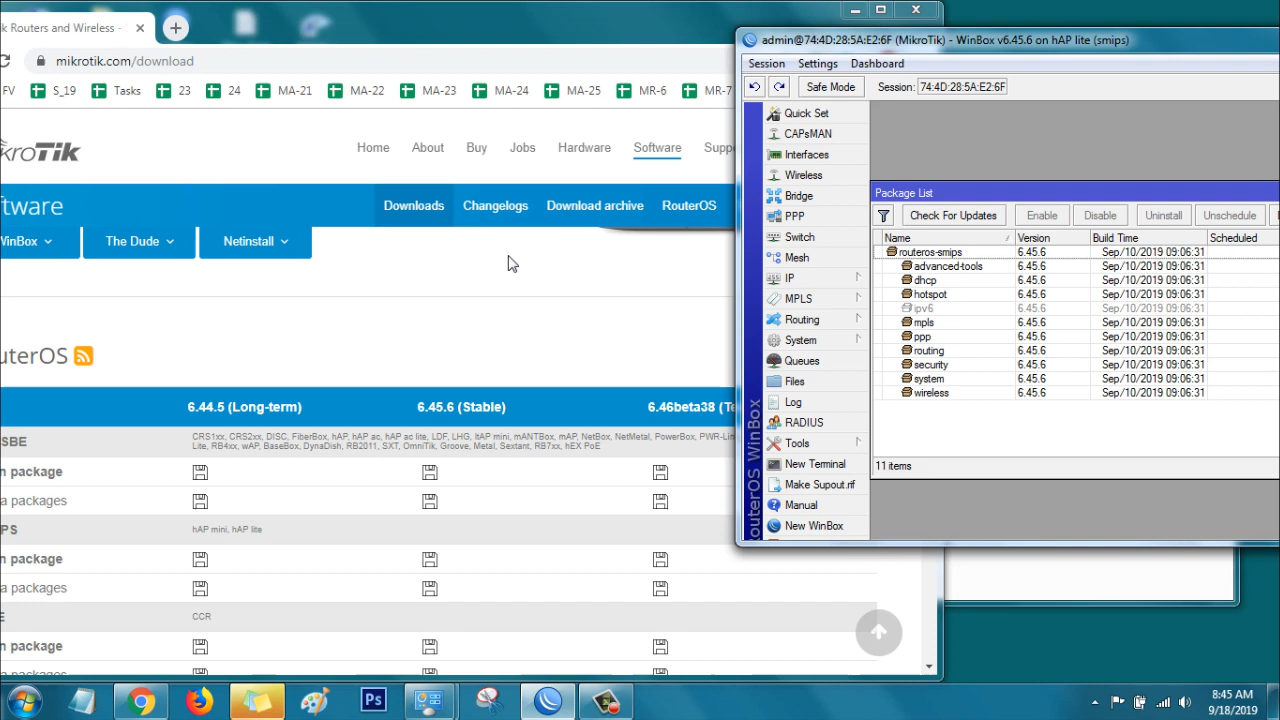 ik Routers and Wireless -
mikrotik.com/download
FV S_19 Tasks 23 24 MA-21 MA-22 MA-23 MA-24 MA-25 MR-6 MR-7
kroTik
Home About Buy Jobs Hardware Software Suppo
ftware
Downloads Changelogs Download archive RouterOS
WinBox The Dude Netinstall
uterOS
6.44.5 (Long-term) 6.45.6 (Stable) 6.46beta38 (Te
SBE
CRS1xx, CRS2xx, DISC, FiberBox, hAP, hAP ac, hAP ac lite, LDF, LHG, hAP mini, mANTBox, mAP, NetBox, NetMetal, PowerBox, PWR-Lin
Lite, RB4xx, wAP, BaseBox, DynaDish, RB2011, SXT, OmniTik, Groove, Metal, Sextant, RB7xx, hEX PoE
n package
a packages
PS hAP mini, hAP lite
n package
a packages
E CCR
n package
a packages
admin@74:4D:28:5A:E2:6F (MikroTik) - WinBox v6.45.6 on hAP lite (smips)
Session Settings Dashboard
Safe Mode Session: 74:4D:28:5A:E2:6F
outerOS WinBox
Quick Set
CAPsMAN
Interfaces
Wireless
Bridge
PPP
Switch
Mesh
IP
MPLS
Routing
System
Queues
Files
Log
RADIUS
Tools
New Terminal
Make Supout.rif
Manual
New WinBox
Package List
Check For Updates Enable Disable Uninstall Unschedule
Name Version Build Time Scheduled
routeros-smips 6.45.6 Sep/10/2019 09:06:31
advanced-tools 6.45.6 Sep/10/2019 09:06:31
dhcp 6.45.6 Sep/10/2019 09:06:31
hotspot 6.45.6 Sep/10/2019 09:06:31
ipv6 6.45.6 Sep/10/2019 09:06:31
mpls 6.45.6 Sep/10/2019 09:06:31
ppp 6.45.6 Sep/10/2019 09:06:31
routing 6.45.6 Sep/10/2019 09:06:31
security 6.45.6 Sep/10/2019 09:06:31
system 6.45.6 Sep/10/2019 09:06:31
wireless 6.45.6 Sep/10/2019 09:06:31
11 items
Ps
8:45 AM
9/18/2019